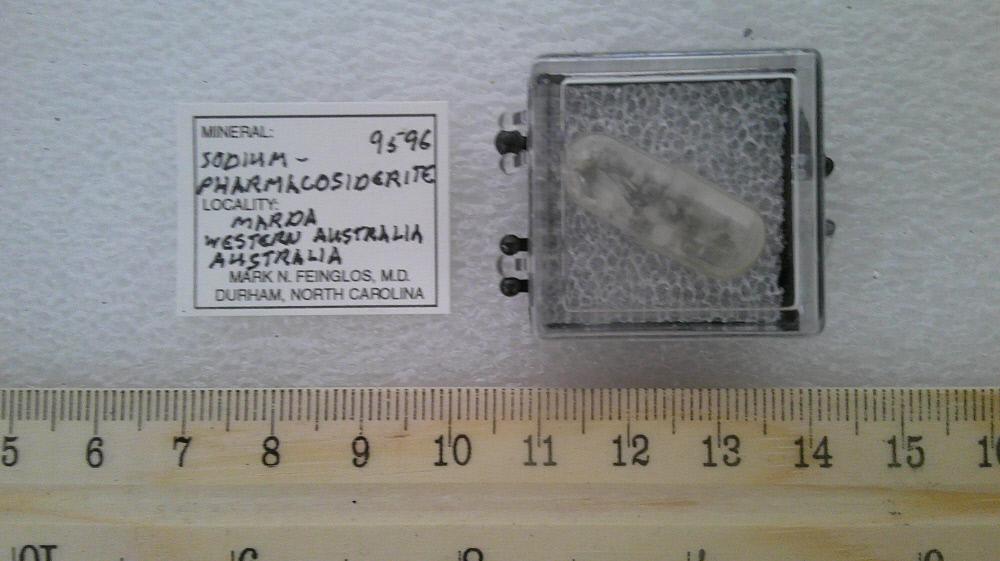 MINERAL: 9596
SODIUM-
PHARMACOSIDERITE
LOCALITY:
MARDA
WESTERN AUSTRALIA
AUSTRALIA
MARK N. FEINGLOS, M.D.
DURHAM, NORTH CAROLINA
5 6 7 8 9 10 11 12 13 14 15 16